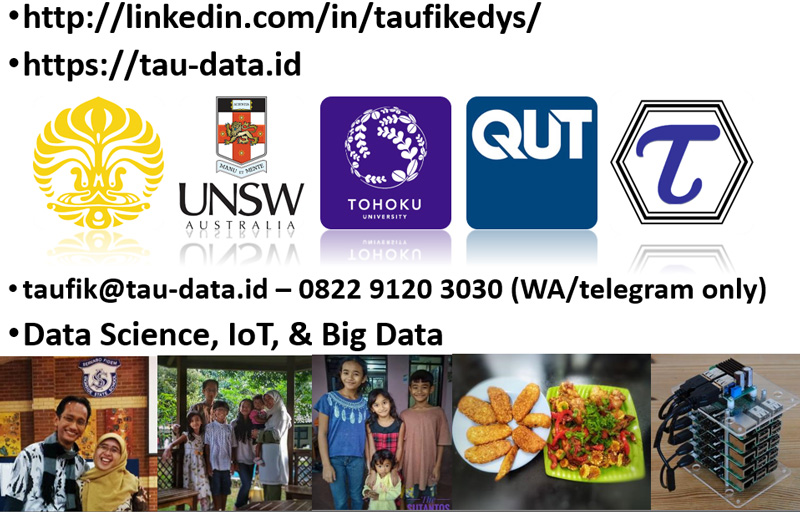 •http://linkedin.com/in/taufikedys/
•https://tau-data.id
SCIENTIA
MANU ET MENTE
UNSW
AUSTRALIA
TOHOKU
UNIVERSITY
QUT
τ
•taufik@tau-data.id – 0822 9120 3030 (WA/telegram only)
•Data Science, IoT, & Big Data